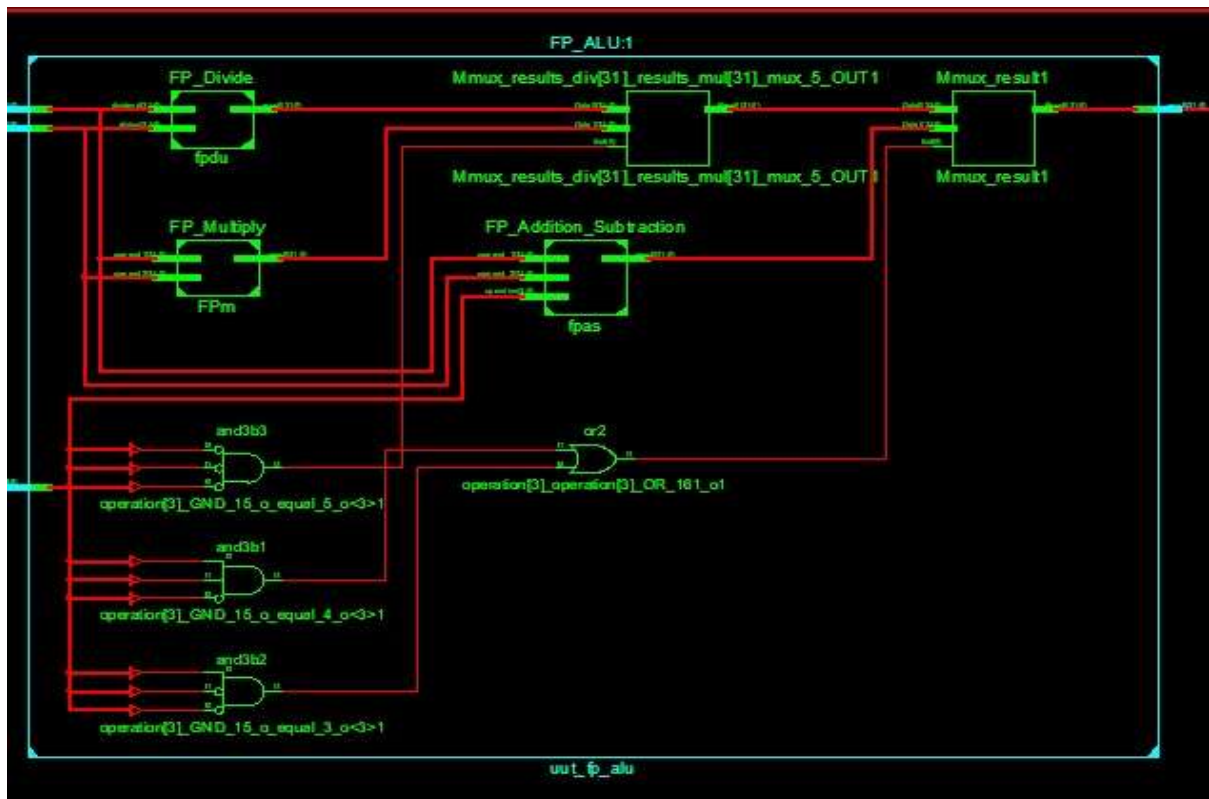 FP_ALU:1
FP_Divide
Mmux_results_div[31]_results_mul[31]_mux_5_OUT1
Mmux_result1
fpdu
Mmux_results_div[31]_results_mul[31]_mux_5_OUT1
Mmux_result1
FP_Multiply
FP_Addition_Subtraction
FPm
fpas
and3b3
or2
operation[3]_GND_15_o_equal_5_o<3>1
operation[3]_operation[3]_OR_161_o1
and3b1
operation[3]_GND_15_o_equal_4_o<3>1
and3b2
operation[3]_GND_15_o_equal_3_o<3>1
uut_fp_alu